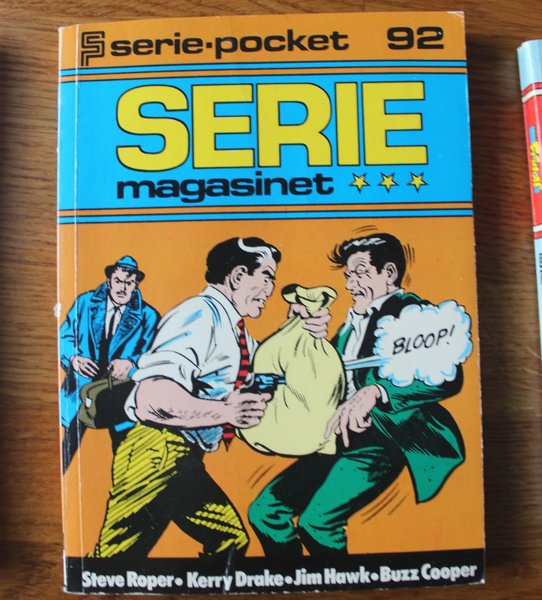 serie-pocket 92
SERIE
magasinet
BLOOP!
Steve Roper • Kerry Drake • Jim Hawk • Buzz Cooper